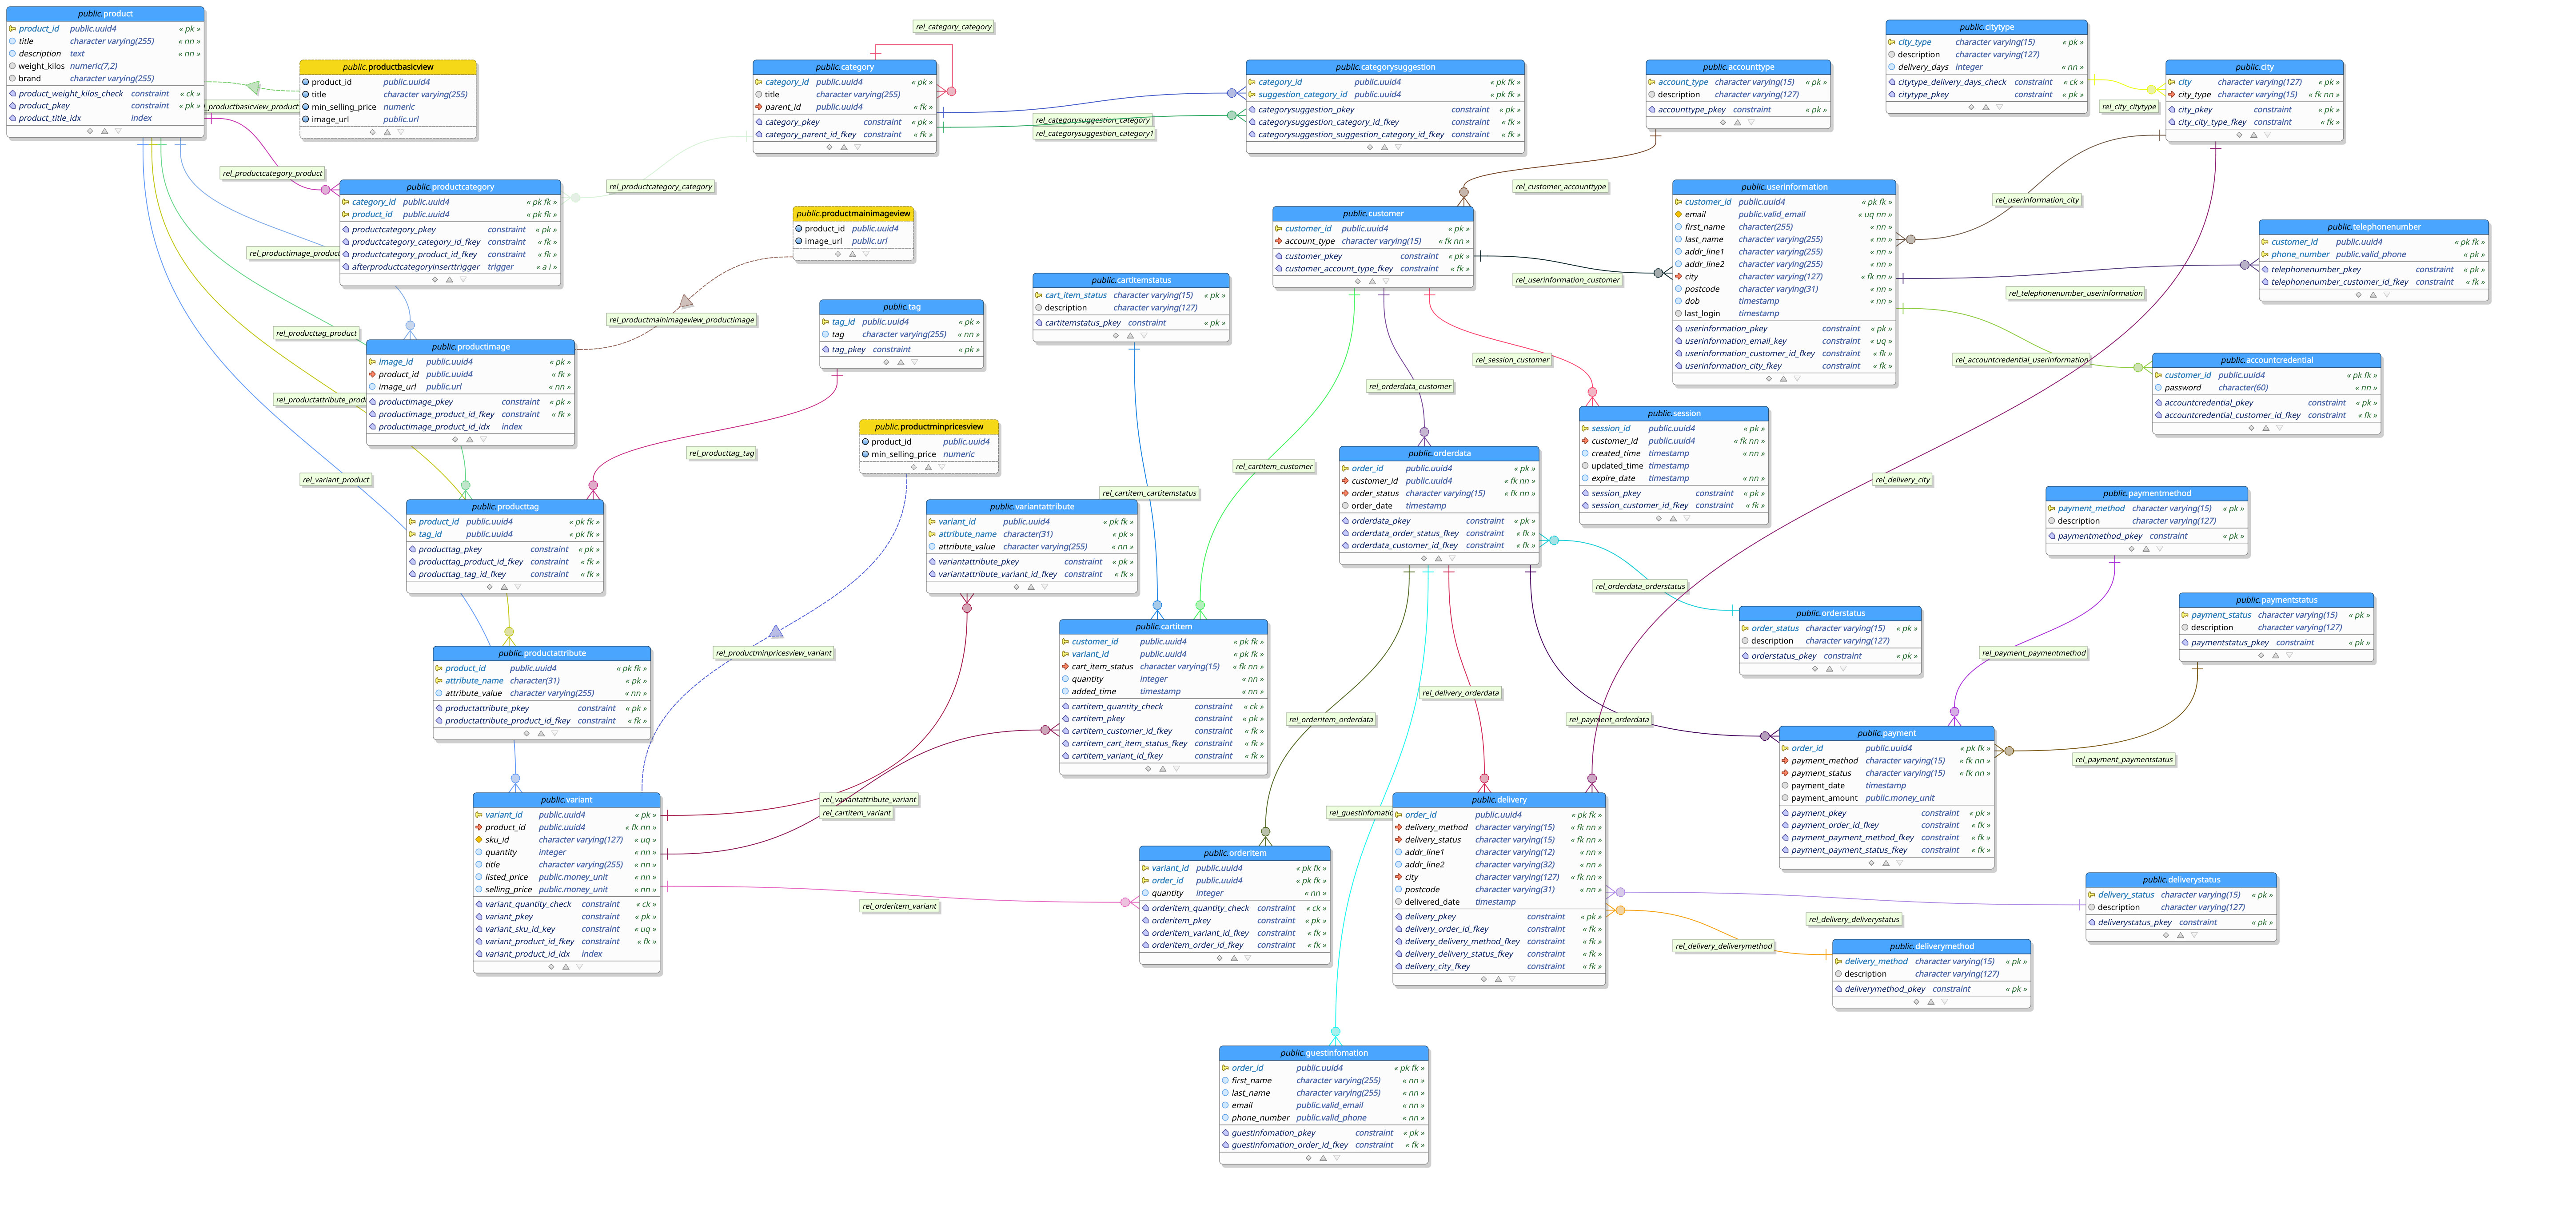 public.product
product_id public.uuid4 « pk »
title character varying(255) « nn »
description text « nn »
weight_kilos numeric(7,2)
brand character varying(255)
product_weight_kilos_check constraint « ck »
product_pkey constraint « pk »
product_title_idx index
public.productbasicview
product_id public.uuid4
title character varying(255)
min_selling_price numeric
image_url public.url
_productbasicview_product
rel_productcategory_product
rel_category_category
public.category
category_id public.uuid4 « pk »
title character varying(255)
parent_id public.uuid4 « fk »
category_pkey constraint « pk »
category_parent_id_fkey constraint « fk »
rel_categorysuggestion_category
rel_categorysuggestion_category1
rel_productcategory_category
public.categorysuggestion
category_id public.uuid4 « pk fk »
suggestion_category_id public.uuid4 « pk fk »
categorysuggestion_pkey constraint « pk »
categorysuggestion_category_id_fkey constraint « fk »
categorysuggestion_suggestion_category_id_fkey constraint « fk »
public.accounttype
account_type character varying(15) « pk »
description character varying(127)
accounttype_pkey constraint « pk »
rel_customer_accounttype
public.citytype
city_type character varying(15) « pk »
description character varying(127)
delivery_days integer « nn »
citytype_delivery_days_check constraint « ck »
citytype_pkey constraint « pk »
rel_city_citytype
public.city
city character varying(127) « pk »
city_type character varying(15) « fk nn »
city_pkey constraint « pk »
city_city_type_fkey constraint « fk »
public.productcategory
category_id public.uuid4 « pk fk »
product_id public.uuid4 « pk fk »
productcategory_pkey constraint « pk »
productcategory_category_id_fkey constraint « fk »
productcategory_product_id_fkey constraint « fk »
afterproductcategoryinserttrigger trigger « a i »
rel_productimage_product
public.productmainimageview
product_id public.uuid4
image_url public.url
rel_productmainimageview_productimage
public.customer
customer_id public.uuid4 « pk »
account_type character varying(15) « fk nn »
customer_pkey constraint « pk »
customer_account_type_fkey constraint « fk »
rel_userinformation_customer
public.userinformation
customer_id public.uuid4 « pk fk »
email public.valid_email « uq nn »
first_name character(255) « nn »
last_name character varying(255) « nn »
addr_line1 character varying(255) « nn »
addr_line2 character varying(255) « nn »
city character varying(127) « fk nn »
postcode character varying(31) « nn »
dob timestamp « nn »
last_login timestamp
userinformation_pkey constraint « pk »
userinformation_email_key constraint « uq »
userinformation_customer_id_fkey constraint « fk »
userinformation_city_fkey constraint « fk »
rel_userinformation_city
public.telephonenumber
customer_id public.uuid4 « pk fk »
phone_number public.valid_phone « pk »
telephonenumber_pkey constraint « pk »
telephonenumber_customer_id_fkey constraint « fk »
rel_telephonenumber_userinformation
rel_accountcredential_userinformation
public.accountcredential
customer_id public.uuid4 « pk fk »
password character(60) « nn »
accountcredential_pkey constraint « pk »
accountcredential_customer_id_fkey constraint « fk »
public.cartitemstatus
cart_item_status character varying(15) « pk »
description character varying(127)
cartitemstatus_pkey constraint « pk »
public.tag
tag_id public.uuid4 « pk »
tag character varying(255) « nn »
tag_pkey constraint « pk »
rel_producttag_product
public.productimage
image_id public.uuid4 « pk »
product_id public.uuid4 « fk »
image_url public.url « nn »
productimage_pkey constraint « pk »
productimage_product_id_fkey constraint « fk »
productimage_product_id_idx index
rel_productattribute_produ
rel_session_customer
rel_orderdata_customer
public.session
session_id public.uuid4 « pk »
customer_id public.uuid4 « fk nn »
created_time timestamp « nn »
updated_time timestamp
expire_date timestamp « nn »
session_pkey constraint « pk »
session_customer_id_fkey constraint « fk »
public.productminpricesview
product_id public.uuid4
min_selling_price numeric
rel_producttag_tag
rel_cartitem_customer
rel_variant_product
rel_cartitem_cartitemstatus
rel_delivery_city
public.orderdata
order_id public.uuid4 « pk »
customer_id public.uuid4 « fk nn »
order_status character varying(15) « fk nn »
order_date timestamp
orderdata_pkey constraint « pk »
orderdata_order_status_fkey constraint « fk »
orderdata_customer_id_fkey constraint « fk »
public.paymentmethod
payment_method character varying(15) « pk »
description character varying(127)
paymentmethod_pkey constraint « pk »
public.producttag
product_id public.uuid4 « pk fk »
tag_id public.uuid4 « pk fk »
producttag_pkey constraint « pk »
producttag_product_id_fkey constraint « fk »
producttag_tag_id_fkey constraint « fk »
public.variantattribute
variant_id public.uuid4 « pk fk »
attribute_name character(31) « pk »
attribute_value character varying(255) « nn »
variantattribute_pkey constraint « pk »
variantattribute_variant_id_fkey constraint « fk »
rel_orderdata_orderstatus
public.orderstatus
order_status character varying(15) « pk »
description character varying(127)
orderstatus_pkey constraint « pk »
public.paymentstatus
payment_status character varying(15) « pk »
description character varying(127)
paymentstatus_pkey constraint « pk »
public.cartitem
customer_id public.uuid4 « pk fk »
variant_id public.uuid4 « pk fk »
cart_item_status character varying(15) « fk nn »
quantity integer « nn »
added_time timestamp « nn »
cartitem_quantity_check constraint « ck »
cartitem_pkey constraint « pk »
cartitem_customer_id_fkey constraint « fk »
cartitem_cart_item_status_fkey constraint « fk »
cartitem_variant_id_fkey constraint « fk »
public.productattribute
product_id public.uuid4 « pk fk »
attribute_name character(31) « pk »
attribute_value character varying(255) « nn »
productattribute_pkey constraint « pk »
productattribute_product_id_fkey constraint « fk »
rel_productminpricesview_variant
rel_payment_paymentmethod
rel_delivery_orderdata
rel_orderitem_orderdata
rel_payment_orderdata
public.payment
order_id public.uuid4 « pk fk »
payment_method character varying(15) « fk nn »
payment_status character varying(15) « fk nn »
payment_date timestamp
payment_amount public.money_unit
payment_pkey constraint « pk »
payment_order_id_fkey constraint « fk »
payment_payment_method_fkey constraint « fk »
payment_payment_status_fkey constraint « fk »
rel_payment_paymentstatus
public.variant
variant_id public.uuid4 « pk »
product_id public.uuid4 « fk nn »
sku_id character varying(127) « uq »
quantity integer « nn »
title character varying(255) « nn »
listed_price public.money_unit « nn »
selling_price public.money_unit « nn »
variant_quantity_check constraint « ck »
variant_pkey constraint « pk »
variant_sku_id_key constraint « uq »
variant_product_id_fkey constraint « fk »
variant_product_id_idx index
rel_variantattribute_variant
rel_cartitem_variant
rel_orderitem_variant
rel_guestinfomatio
public.delivery
order_id public.uuid4 « pk fk »
delivery_method character varying(15) « fk nn »
delivery_status character varying(15) « fk nn »
addr_line1 character varying(12) « nn »
addr_line2 character varying(32) « nn »
city character varying(127) « fk nn »
postcode character varying(31) « nn »
delivered_date timestamp
delivery_pkey constraint « pk »
delivery_order_id_fkey constraint « fk »
delivery_delivery_method_fkey constraint « fk »
delivery_delivery_status_fkey constraint « fk »
delivery_city_fkey constraint « fk »
public.orderitem
variant_id public.uuid4 « pk fk »
order_id public.uuid4 « pk fk »
quantity integer « nn »
orderitem_quantity_check constraint « ck »
orderitem_pkey constraint « pk »
orderitem_variant_id_fkey constraint « fk »
orderitem_order_id_fkey constraint « fk »
public.deliverystatus
delivery_status character varying(15) « pk »
description character varying(127)
deliverystatus_pkey constraint « pk »
rel_delivery_deliverystatus
rel_delivery_deliverymethod
public.deliverymethod
delivery_method character varying(15) « pk »
description character varying(127)
deliverymethod_pkey constraint « pk »
public.guestinfomation
order_id public.uuid4 « pk fk »
first_name character varying(255) « nn »
last_name character varying(255) « nn »
email public.valid_email « nn »
phone_number public.valid_phone « nn »
guestinfomation_pkey constraint « pk »
guestinfomation_order_id_fkey constraint « fk »